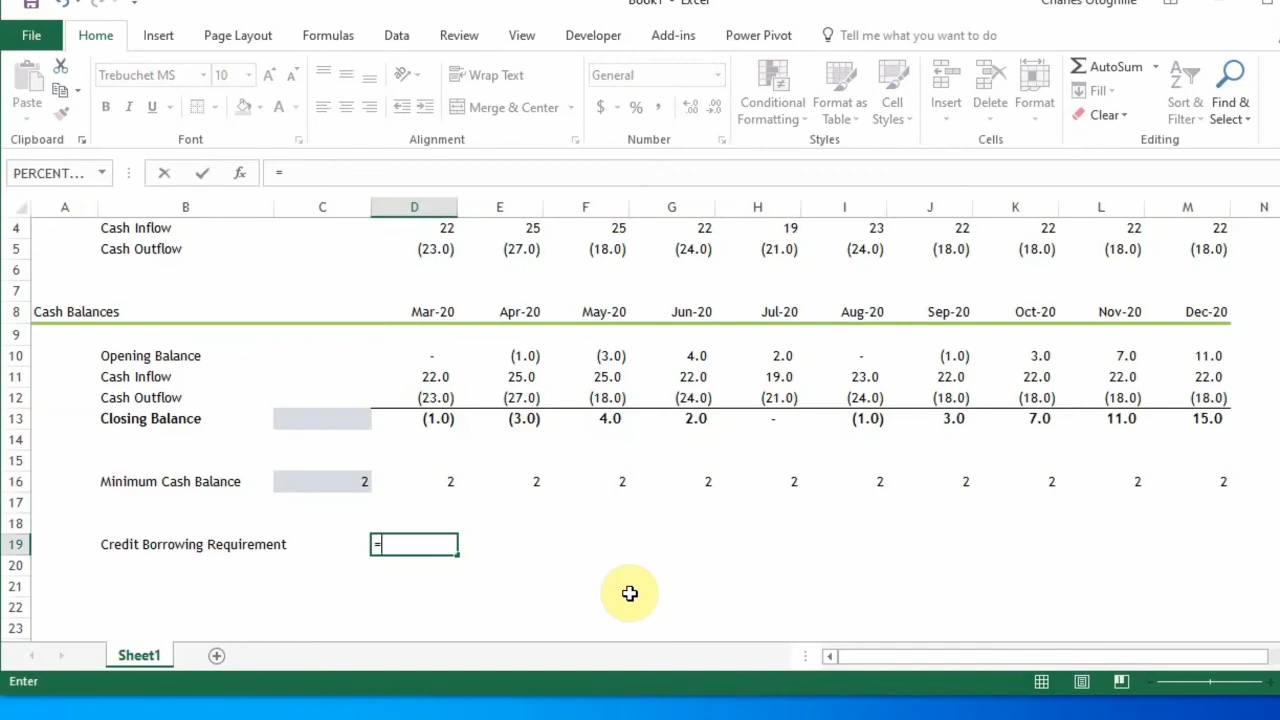 Book1 - Excel
Charles Otoghile
File Home Insert Page Layout Formulas Data Review View Developer Add-ins Power Pivot Tell me what you want to do
Trebuchet MS 10 Wrap Text General AutoSum
Paste Conditional Formatting Format as Table Cell Styles Insert Delete Format Fill Sort & Filter Find & Select
B I U Merge & Center $ % , Clear
Clipboard Font Alignment Number Styles Cells Editing
PERCENT... fx =
A B C D E F G H I J K L M N
4 Cash Inflow 22 25 25 22 19 23 22 22 22 22
5 Cash Outflow (23.0) (27.0) (18.0) (24.0) (21.0) (24.0) (18.0) (18.0) (18.0) (18.0)
6
7
8 Cash Balances Mar-20 Apr-20 May-20 Jun-20 Jul-20 Aug-20 Sep-20 Oct-20 Nov-20 Dec-20
9
10 Opening Balance - (1.0) (3.0) 4.0 2.0 - (1.0) 3.0 7.0 11.0
11 Cash Inflow 22.0 25.0 25.0 22.0 19.0 23.0 22.0 22.0 22.0 22.0
12 Cash Outflow (23.0) (27.0) (18.0) (24.0) (21.0) (24.0) (18.0) (18.0) (18.0) (18.0)
13 Closing Balance (1.0) (3.0) 4.0 2.0 - (1.0) 3.0 7.0 11.0 15.0
14
15
16 Minimum Cash Balance 2 2 2 2 2 2 2 2 2 2 2
17
18
19 Credit Borrowing Requirement =
20
21
22
23
Sheet1
Enter